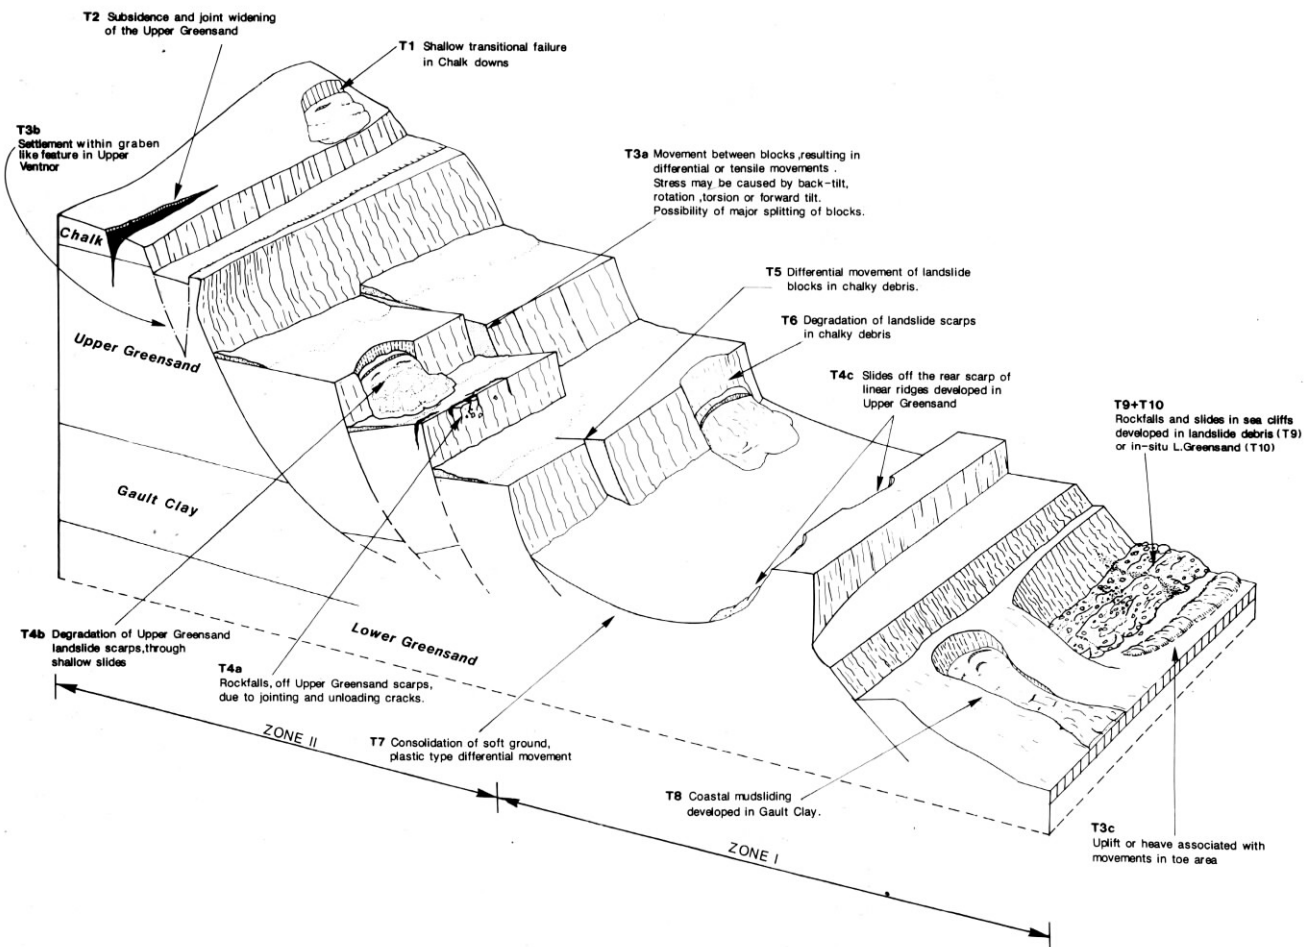 T2 Subsidence and joint widening
of the Upper Greensand
T1 Shallow transitional failure
in Chalk downs
T3b
Settlement within graben
like feature in Upper
Ventnor
T3a Movement between blocks ,resulting in
differential or tensile movements .
Stress may be caused by back-tilt,
rotation ,torsion or forward tilt.
Possibility of major splitting of blocks.
Chalk
T5 Differential movement of landslide
blocks in chalky debris.
T6 Degradation of landslide scarps
in chalky debris
Upper Greensand
T4c Slides off the rear scarp of
linear ridges developed in
Upper Greensand
T9+T10
Rockfalls and slides in sea cliffs
developed in landslide debris (T9)
or in-situ L.Greensand (T10)
Gault Clay
Lower Greensand
T4b Degradation of Upper Greensand
landslide scarps,through
shallow slides
T4a
Rockfalls, off Upper Greensand scarps,
due to jointing and unloading cracks.
ZONE II
T7 Consolidation of soft ground,
plastic type differential movement
T8 Coastal mudsliding
developed in Gault Clay.
ZONE I
T3c
Uplift or heave associated with
movements in toe area